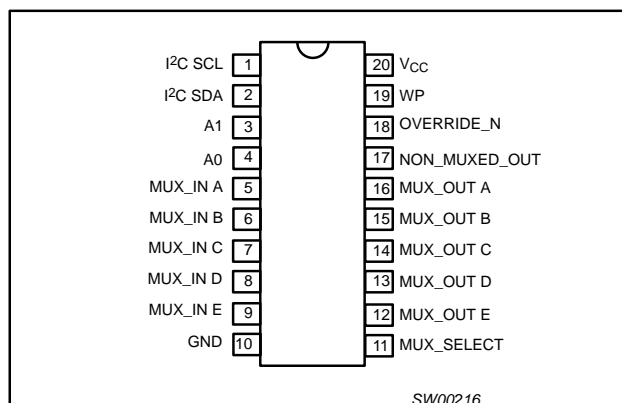 I²C SCL 1 20 VCC
I²C SDA 2 19 WP
A1 3 18 OVERRIDE_N
A0 4 17 NON_MUXED_OUT
MUX_IN A 5 16 MUX_OUT A
MUX_IN B 6 15 MUX_OUT B
MUX_IN C 7 14 MUX_OUT C
MUX_IN D 8 13 MUX_OUT D
MUX_IN E 9 12 MUX_OUT E
GND 10 11 MUX_SELECT
SW00216